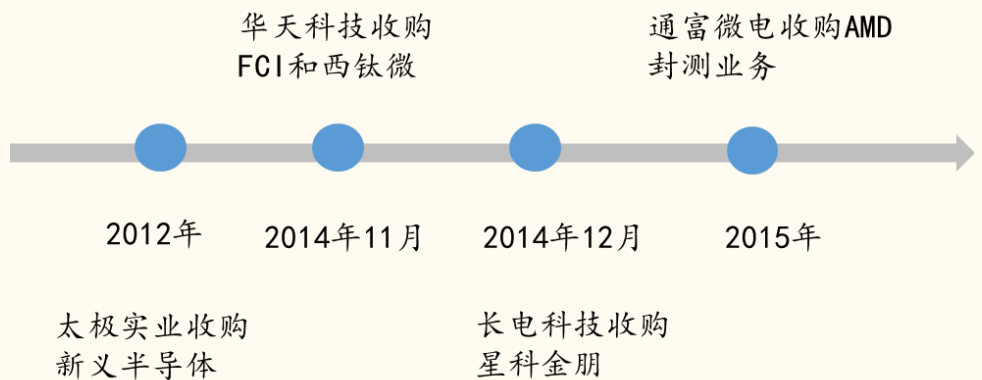 华天科技收购
FCI和西钛微
通富微电收购AMD
封测业务
2012年
2014年11月
2014年12月
2015年
太极实业收购
新义半导体
长电科技收购
星科金朋